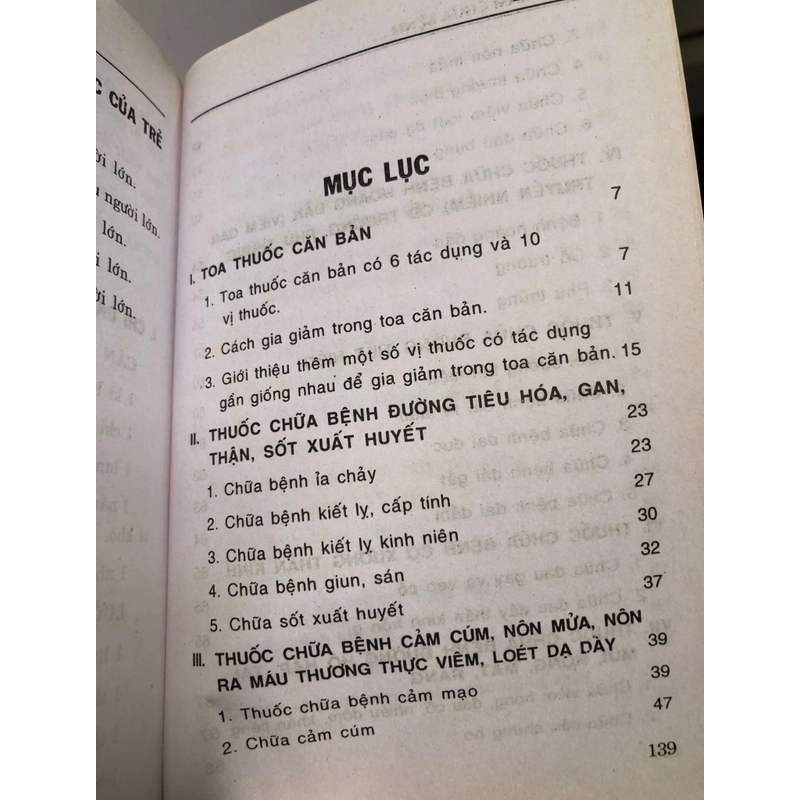 C CỦA TRẺ
ời lớn.
u người lớn.
lớn.
i lớn.
ời lớn.
MỤC LỤC
I. TOA THUỐC CĂN BẢN 7
1. Toa thuốc căn bản có 6 tác dụng và 10
vị thuốc. 7
2. Cách gia giảm trong toa căn bản. 11
3. Giới thiệu thêm một số vị thuốc có tác dụng
gần giống nhau để gia giảm trong toa căn bản. 15
II. THUỐC CHỮA BỆNH ĐƯỜNG TIÊU HÓA, GAN,
THẬN, SỐT XUẤT HUYẾT 23
1. Chữa bệnh ỉa chảy 23
2. Chữa bệnh kiết lỵ, cấp tính 27
3. Chữa bệnh kiết lỵ kinh niên 30
4. Chữa bệnh giun, sán 32
5. Chữa sốt xuất huyết 37
III. THUỐC CHỮA BỆNH CẢM CÚM, NÔN MỬA, NÔN
RA MÁU THƯƠNG THỰC VIÊM, LOÉT DẠ DÀY 39
1. Thuốc chữa bệnh cảm mạo 39
2. Chữa cảm cúm 47
139